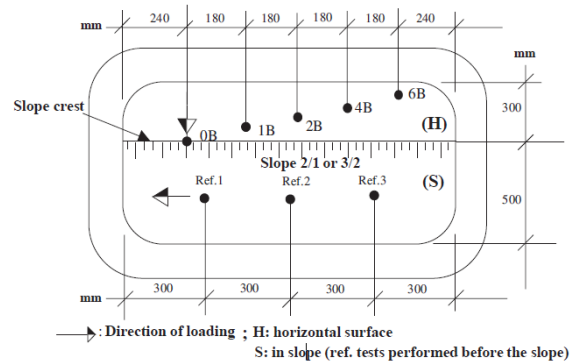 mm 240 180 180 180 180 240
mm
Slope crest
0B 1B 2B 4B 6B
(H)
300
Slope 2/1 or 3/2
(S)
Ref.1 Ref.2 Ref.3
500
mm
300 300 300 300
: Direction of loading ; H: horizontal surface
S: in slope (ref. tests performed before the slope)